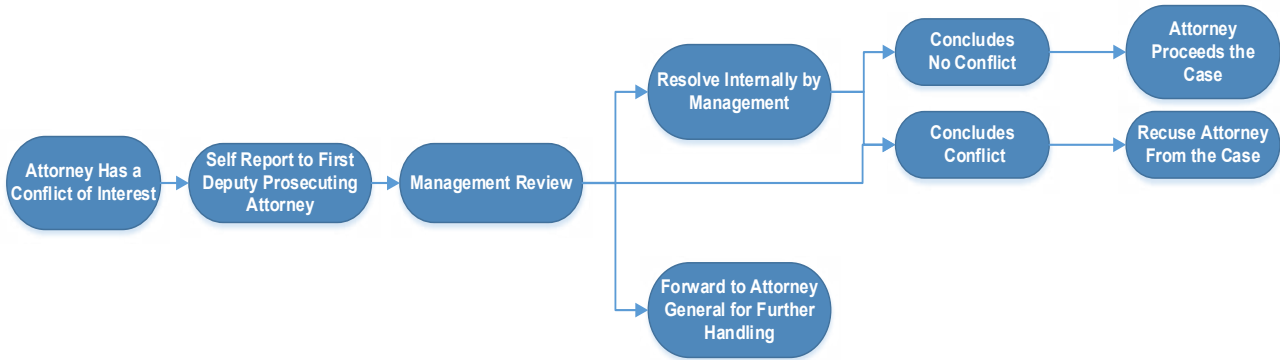 Attorney Has a
Conflict of Interest
Self Report to First
Deputy Prosecuting
Attorney
Management Review
Resolve Internally by
Management
Forward to Attorney
General for Further
Handling
Concludes
No Conflict
Concludes
Conflict
Attorney
Proceeds the
Case
Recuse Attorney
From the Case